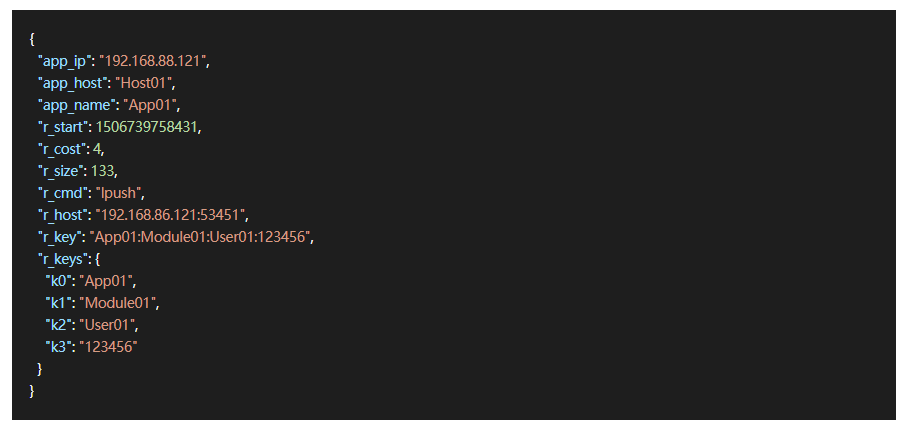 {
"app_ip": "192.168.88.121",
"app_host": "Host01",
"app_name": "App01",
"r_start": 1506739758431,
"r_cost": 4,
"r_size": 133,
"r_cmd": "lpush",
"r_host": "192.168.86.121:53451",
"r_key": "App01:Module01:User01:123456",
"r_keys": {
"k0": "App01",
"k1": "Module01",
"k2": "User01",
"k3": "123456"
}
}